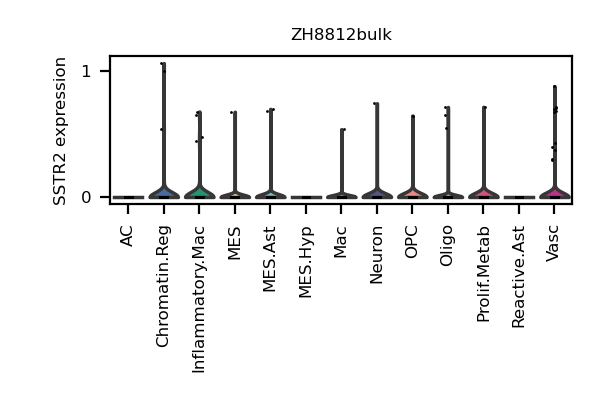 ZH8812bulk
SSTR2 expression
1
0
AC
Chromatin.Reg
Inflammatory.Mac
MES
MES.Ast
MES.Hyp
Mac
Neuron
OPC
Oligo
Prolif.Metab
Reactive.Ast
Vasc